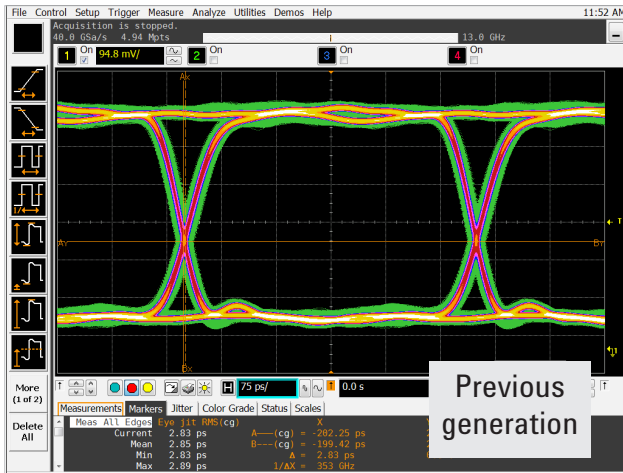 File Control Setup Trigger Measure Analyze Utilities Demos Help 11:52 AM
Acquisition is stopped.
40.0 GSa/s 4.94 Mpts 13.0 GHz
1 On 94.8 mV/ 2 On 3 On 4 On
Ax
T
Ay BY
Bx
More
(1 of 2)
Delete
All
H 75 ps/ 0.0 s
Previous
generation
Measurements Markers Jitter Color Grade Status Scales
Meas All Edges Eye jit RMS(cg) X
Current 2.83 ps A---(cg) = -202.25 ps
Mean 2.85 ps B---(cg) = -199.42 ps
Min 2.83 ps Δ = 2.83 ps
Max 2.89 ps 1/ΔX = 353 GHz